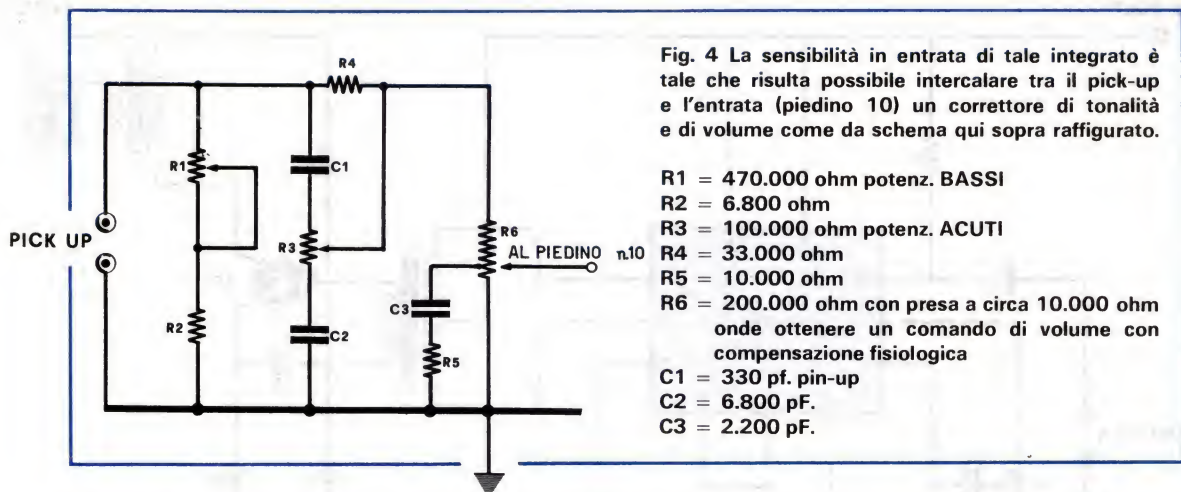 R4
R1
C1
PICK UP
R3
R6
AL PIEDINO n.10
C3
R2
C2
R5
Fig. 4 La sensibilità in entrata di tale integrato è
tale che risulta possibile intercalare tra il pick-up
e l'entrata (piedino 10) un correttore di tonalità
e di volume come da schema qui sopra raffigurato.
R1 = 470.000 ohm potenz. BASSI
R2 = 6.800 ohm
R3 = 100.000 ohm potenz. ACUTI
R4 = 33.000 ohm
R5 = 10.000 ohm
R6 = 200.000 ohm con presa a circa 10.000 ohm
onde ottenere un comando di volume con
compensazione fisiologica
C1 = 330 pf. pin-up
C2 = 6.800 pF.
C3 = 2.200 pF.